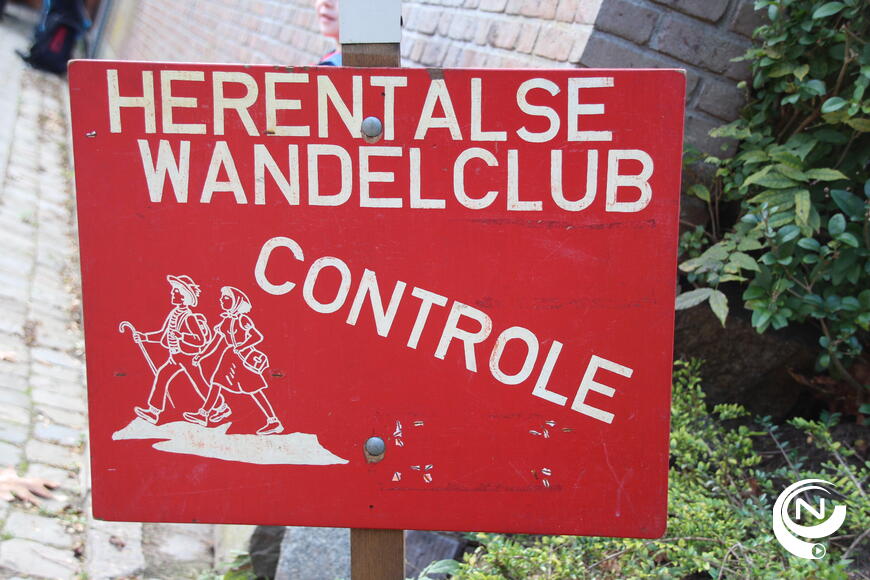 HERENTALSE
WANDELCLUB
CONTROLE
N